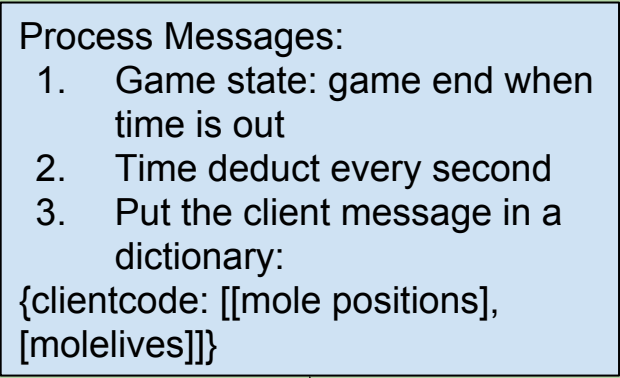 Process Messages:
1. Game state: game end when
time is out
2. Time deduct every second
3. Put the client message in a
dictionary:
{clientcode: [[mole positions],
[molelives]]}